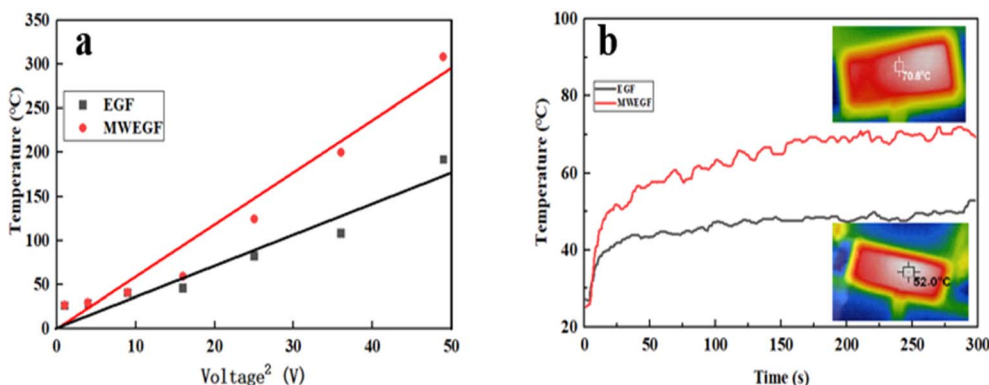 a
350
300
250
200
150
100
50
0
Temperature (°C)
EGF
MWEGF
0 10 20 30 40 50
Voltage² (V)
b
100
80
60
40
20
Temperature (°C)
EGF
MWEGF
70.8°C
52.0°C
0 50 100 150 200 250 300
Time (s)